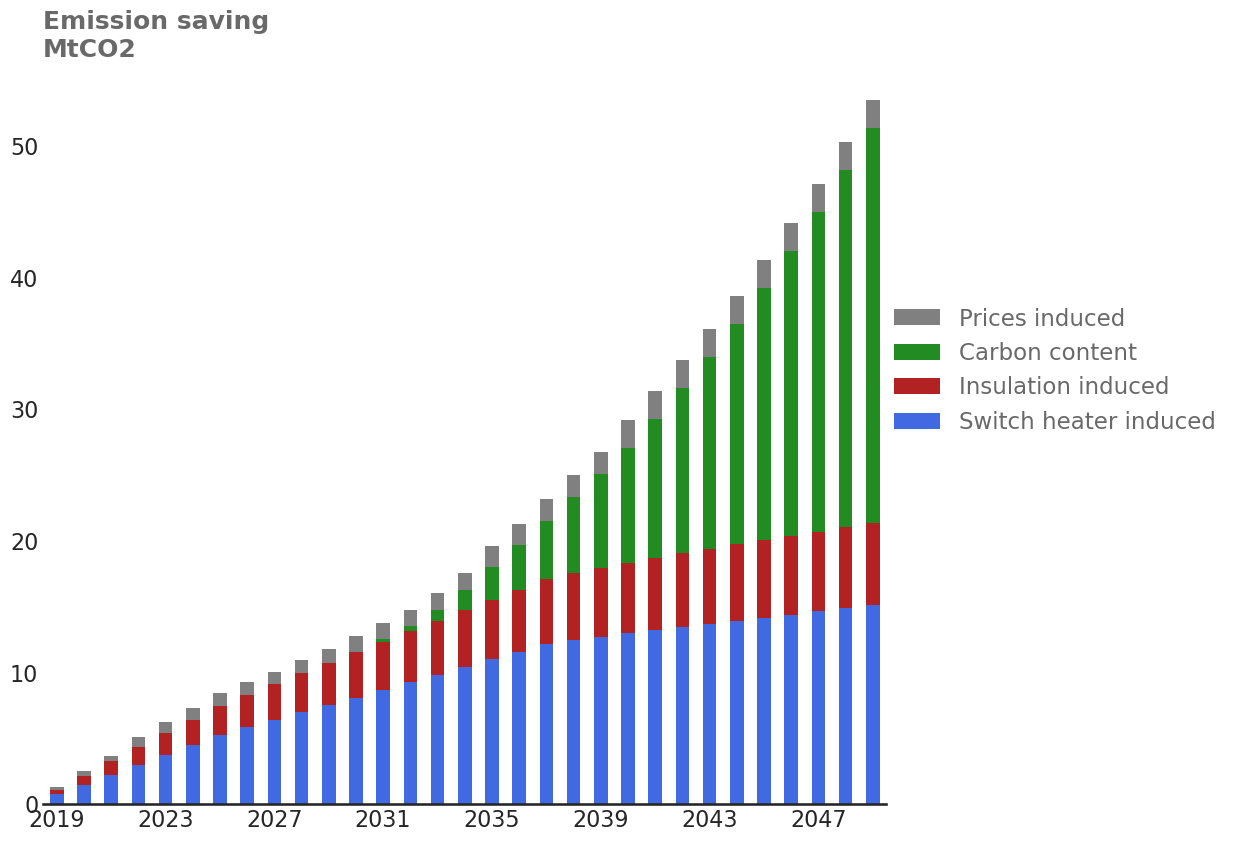 Emission saving
MtCO2
50
40
30
20
10
0
2019 2023 2027 2031 2035 2039 2043 2047
Prices induced
Carbon content
Insulation induced
Switch heater induced